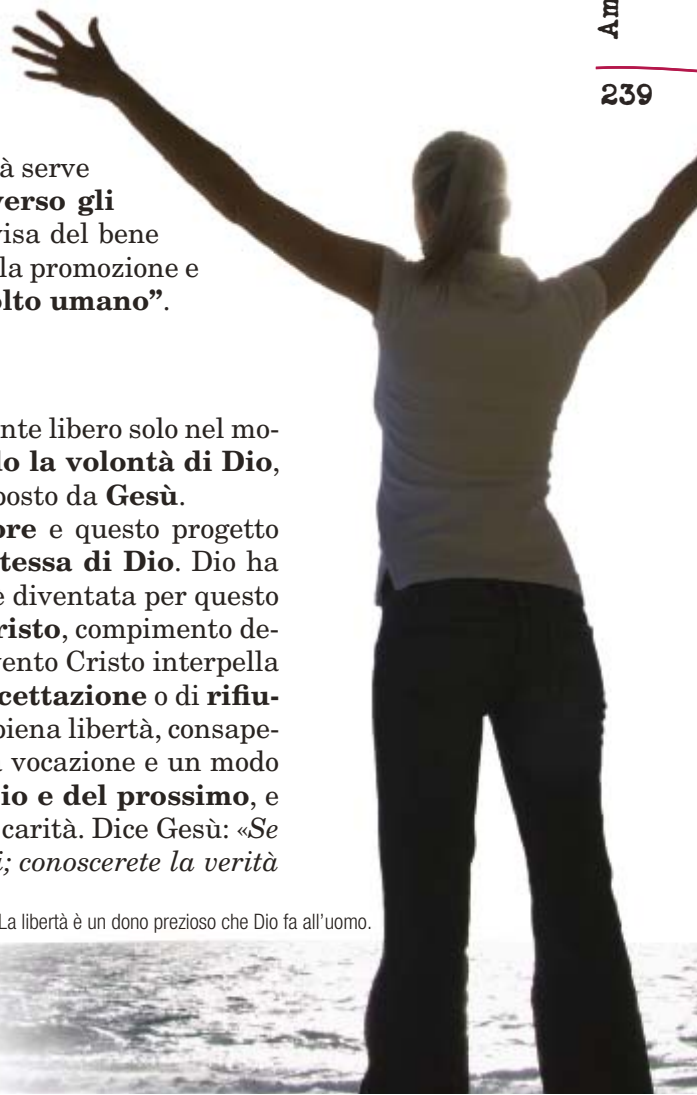 Am
239
à serve
verso gli
visa del bene
la promozione e
olto umano”.
nte libero solo nel mo-
lo la volontà di Dio,
posto da Gesù.
ore e questo progetto
tessa di Dio. Dio ha
e diventata per questo
risto, compimento de-
vento Cristo interpella
cettazione o di rifiu-
piena libertà, consape-
a vocazione e un modo
io e del prossimo, e
carità. Dice Gesù: «Se
i; conoscerete la verità
La libertà è un dono prezioso che Dio fa all’uomo.